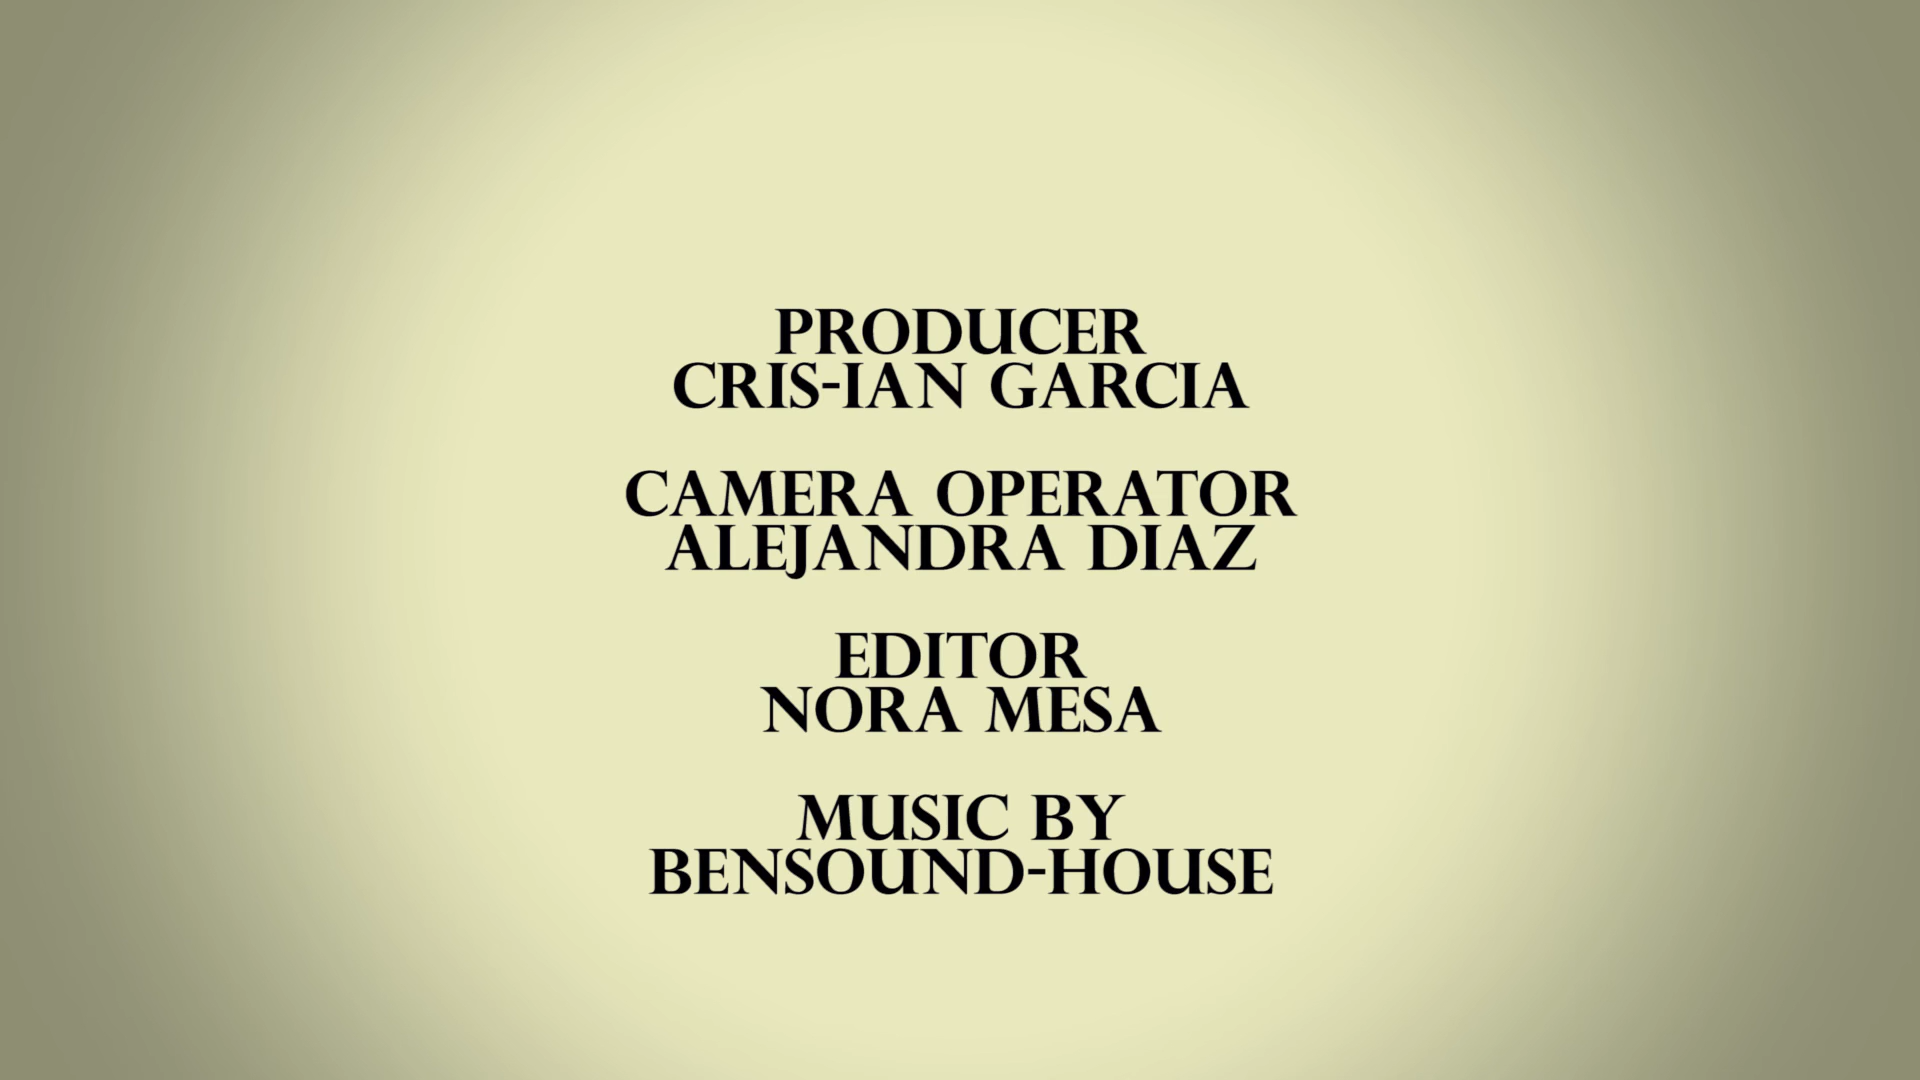 PRODUCER
CRIS-IAN GARCIA
CAMERA OPERATOR
ALEJANDRA DIAZ
EDITOR
NORA MESA
MUSIC BY
BENSOUND-HOUSE